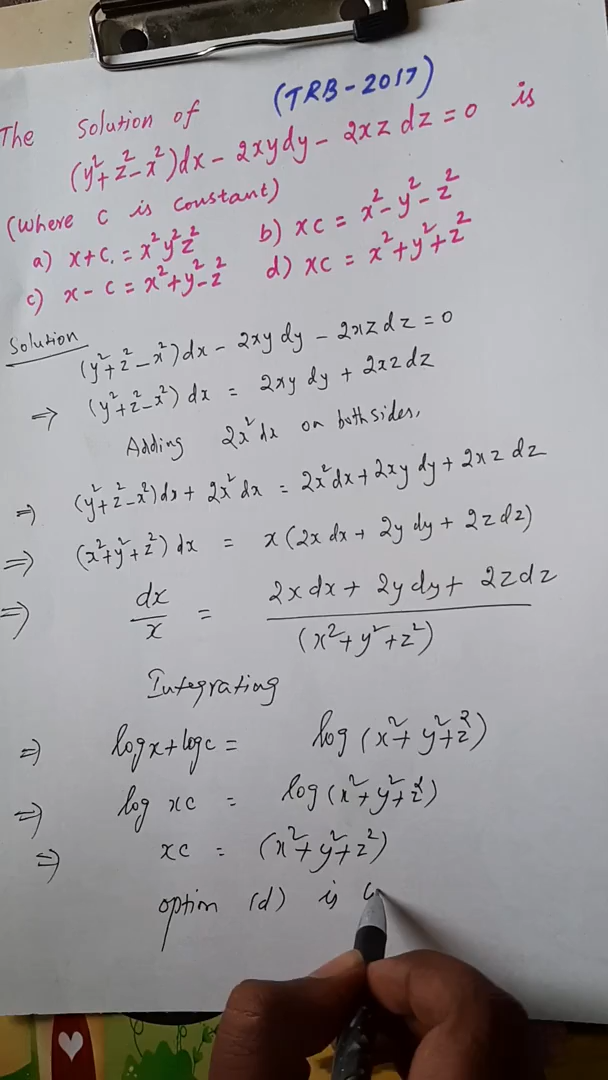 (TRB-2017)
The Solution of
(y²+z²-x²)dx - 2xydy - 2xz dz = 0 is
(Where C is constant)
a) x+c = x²y²z² b) xc = x²-y²-z²
c) x-c = x²+y²-z² d) xc = x²+y²+z²
Solution
(y²+z²-x²)dx - 2xy dy - 2xz dz = 0
⇒ (y²+z²-x²) dx = 2xy dy + 2xz dz
Adding 2x²dx on both sides,
⇒ (y²+z²-x²)dx + 2x²dx = 2x²dx + 2xy dy + 2xz dz
⇒ (x²+y²+z²) dx = x(2x dx + 2y dy + 2z dz)
⇒ dx/x = 2x dx + 2y dy + 2z dz/(x²+y²+z²)
Integrating
⇒ log x + log c = log (x²+y²+z²)
⇒ log xc = log (x²+y²+z²)
⇒ xc = (x²+y²+z²)
option (d) is c